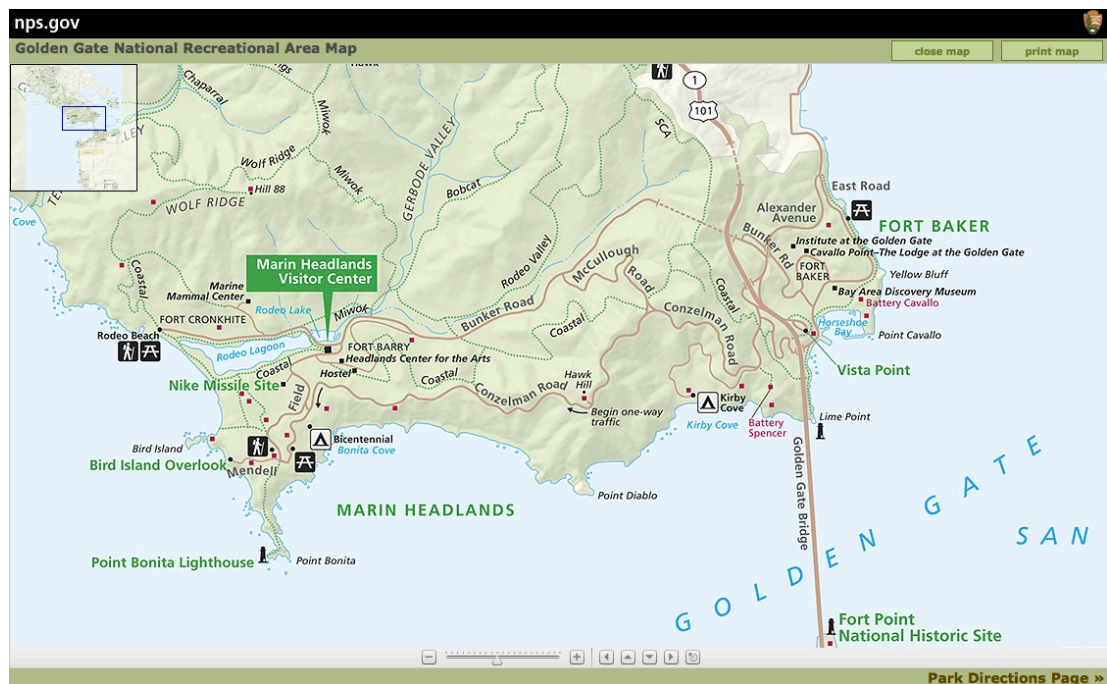 nps.gov
Golden Gate National Recreational Area Map
close map
print map
Hawk
Chaparral
Miwok
Wolf Ridge
Miwok
GERBODE VALLEY
SCA
1
101
Hill 88
WOLF RIDGE
Bobcat
Cove
East Road
Alexander
Avenue
FORT BAKER
Bunker Rd
Institute at the Golden Gate
Cavallo Point–The Lodge at the Golden Gate
FORT
BAKER
Yellow Bluff
Bay Area Discovery Museum
Battery Cavallo
Horseshoe
Bay
Point Cavallo
Vista Point
Marin Headlands
Visitor Center
Coastal
Marine
Mammal Center
Rodeo Lake
Miwok
Rodeo Valley
McCullough
Road
Coastal
FORT CRONKHITE
Bunker Road
Conzelman Road
Rodeo Beach
Rodeo Lagoon
FORT BARRY
Coastal
Headlands Center for the Arts
Coastal
Hostel
Coastal
Nike Missile Site
Field
Conzelman Road
Hawk
Hill
Begin one-way
traffic
Kirby
Cove
Kirby Cove
Battery
Spencer
Lime Point
Bird Island
Bicentennial
Bonita Cove
Bird Island Overlook
Mendell
Point Diablo
Golden Gate Bridge
MARIN HEADLANDS
Point Bonita Lighthouse
Point Bonita
GOLDEN GATE
SAN
Fort Point
National Historic Site
Park Directions Page »